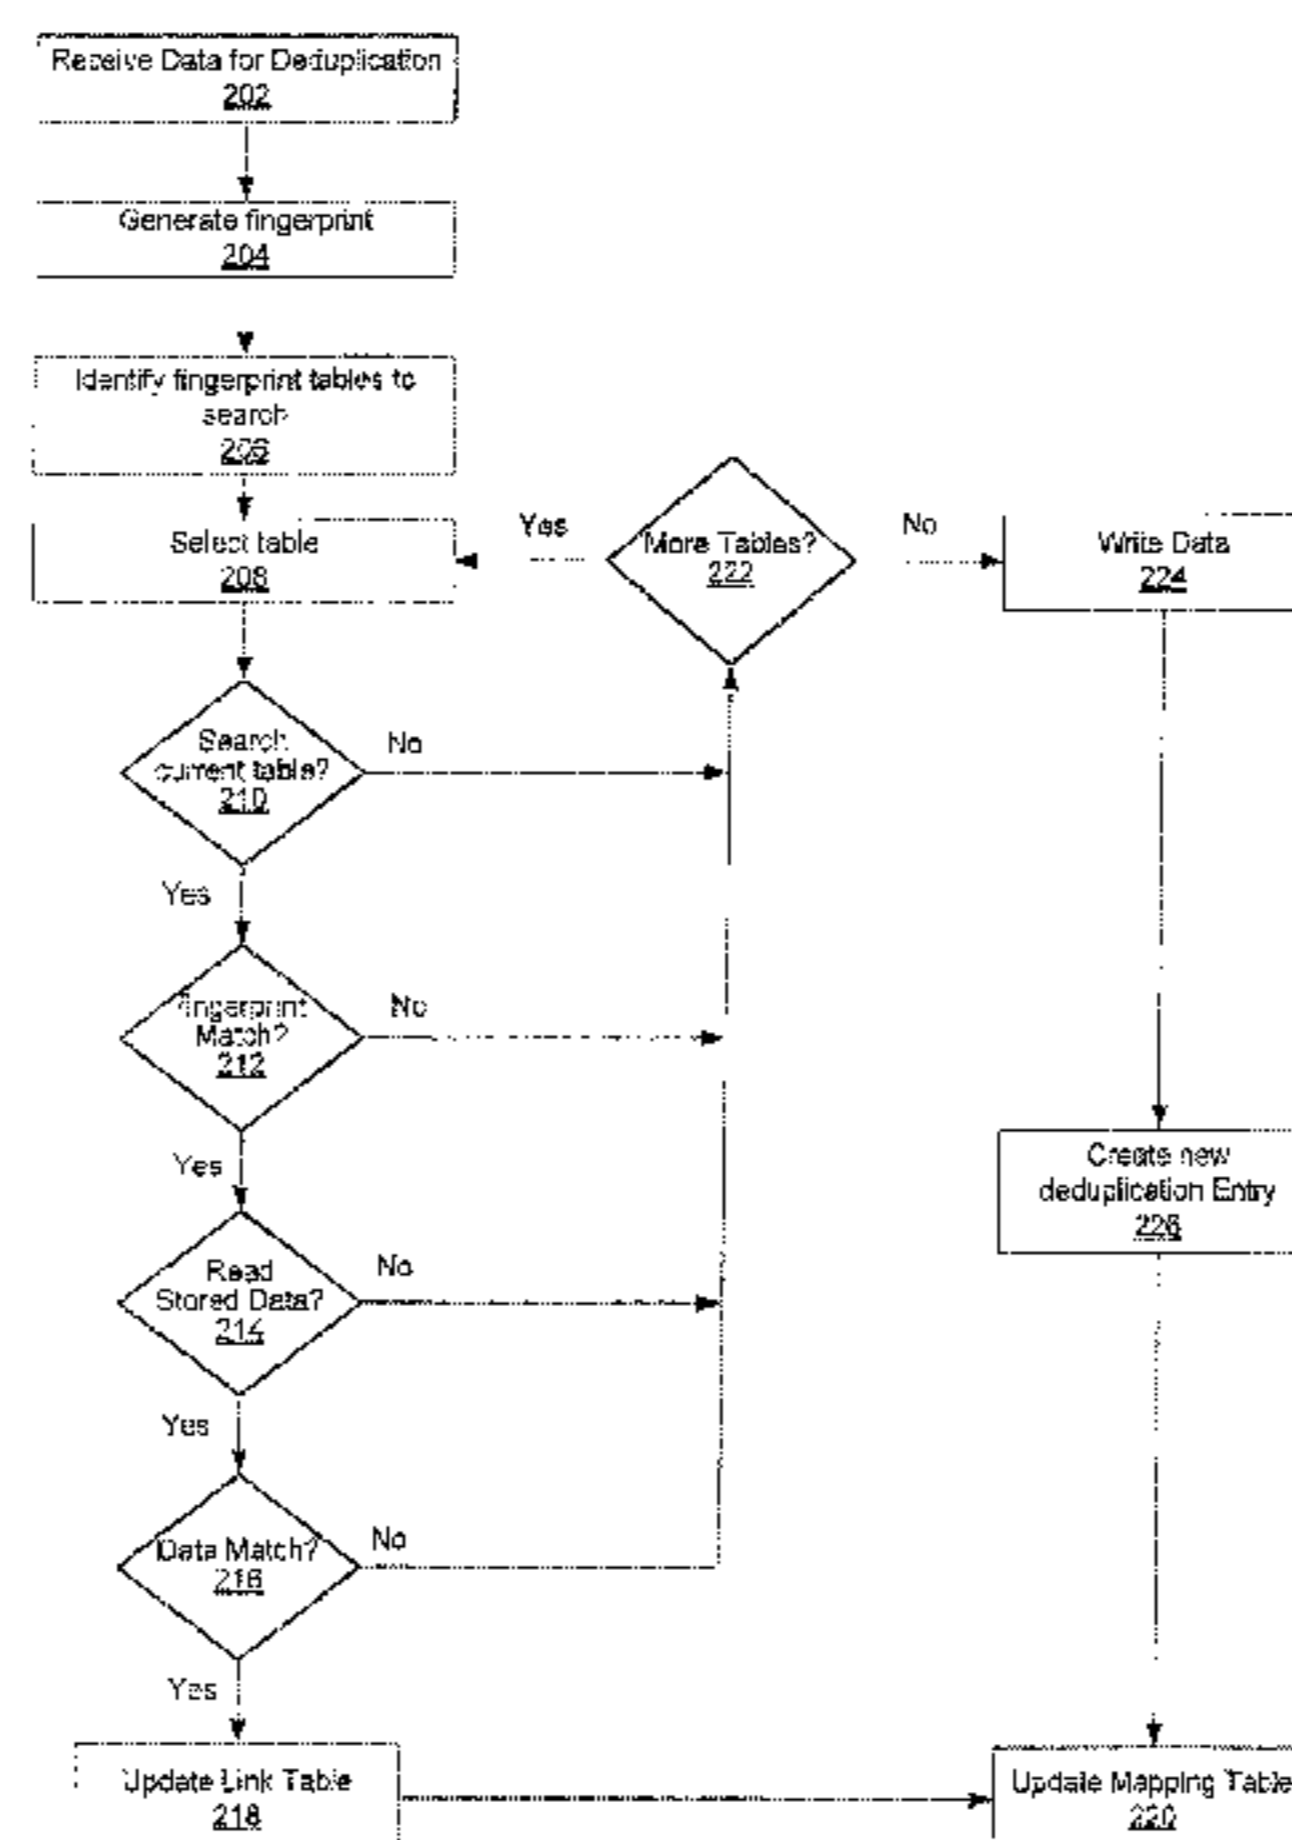 Receive Data for Deduplication
202
Generate fingerprint
204
Identify fingerprint tables to
search
206
Select table
208
Yes
More Tables?
222
No
Write Data
224
Search
current table?
210
No
Yes
fingerprint
Match?
212
No
Yes
Read
Stored Data?
214
No
Yes
Data Match?
216
No
Yes
Create new
deduplication Entry
226
Update Link Table
218
Update Mapping Table
220